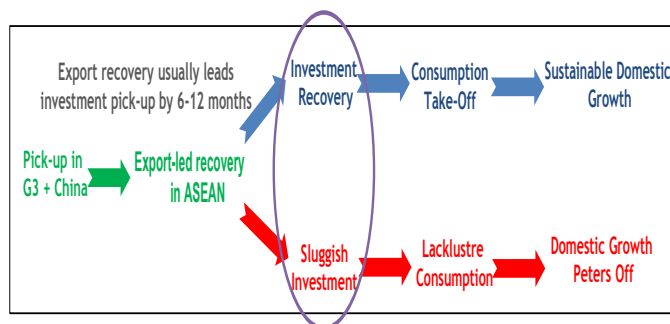 Export recovery usually leads
investment pick-up by 6-12 months
Investment
Recovery
Consumption
Take-Off
Sustainable Domestic
Growth
Pick-up in
G3 + China
Export-led recovery
in ASEAN
Sluggish
Investment
Lacklustre
Consumption
Domestic Growth
Peters Off